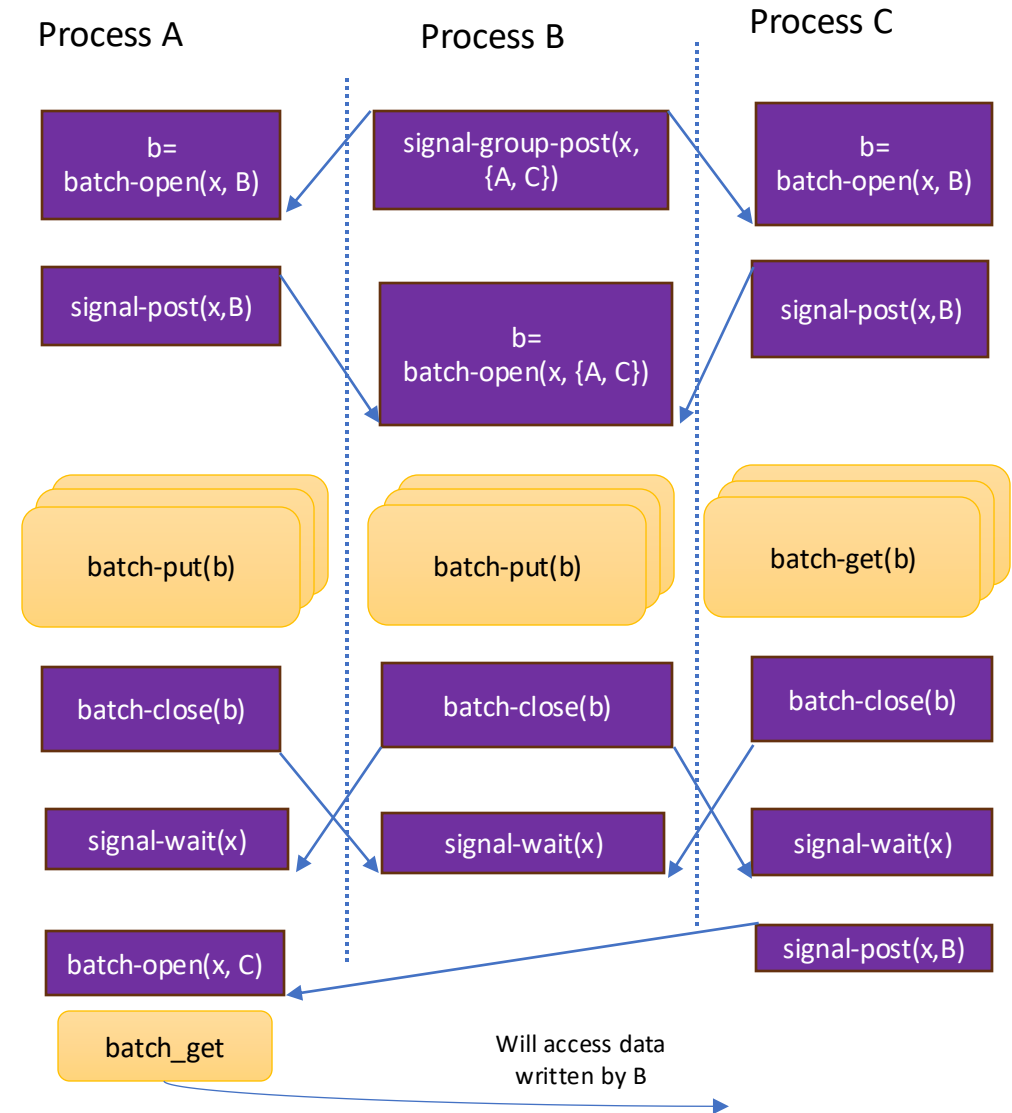 Process A
Process B
Process C
b=
batch-open(x, B)
signal-group-post(x,
{A, C})
b=
batch-open(x, B)
signal-post(x,B)
b=
batch-open(x, {A, C})
signal-post(x,B)
batch-put(b)
batch-put(b)
batch-get(b)
batch-close(b)
batch-close(b)
batch-close(b)
signal-wait(x)
signal-wait(x)
signal-wait(x)
batch-open(x, C)
signal-post(x,B)
batch_get
Will access data
written by B